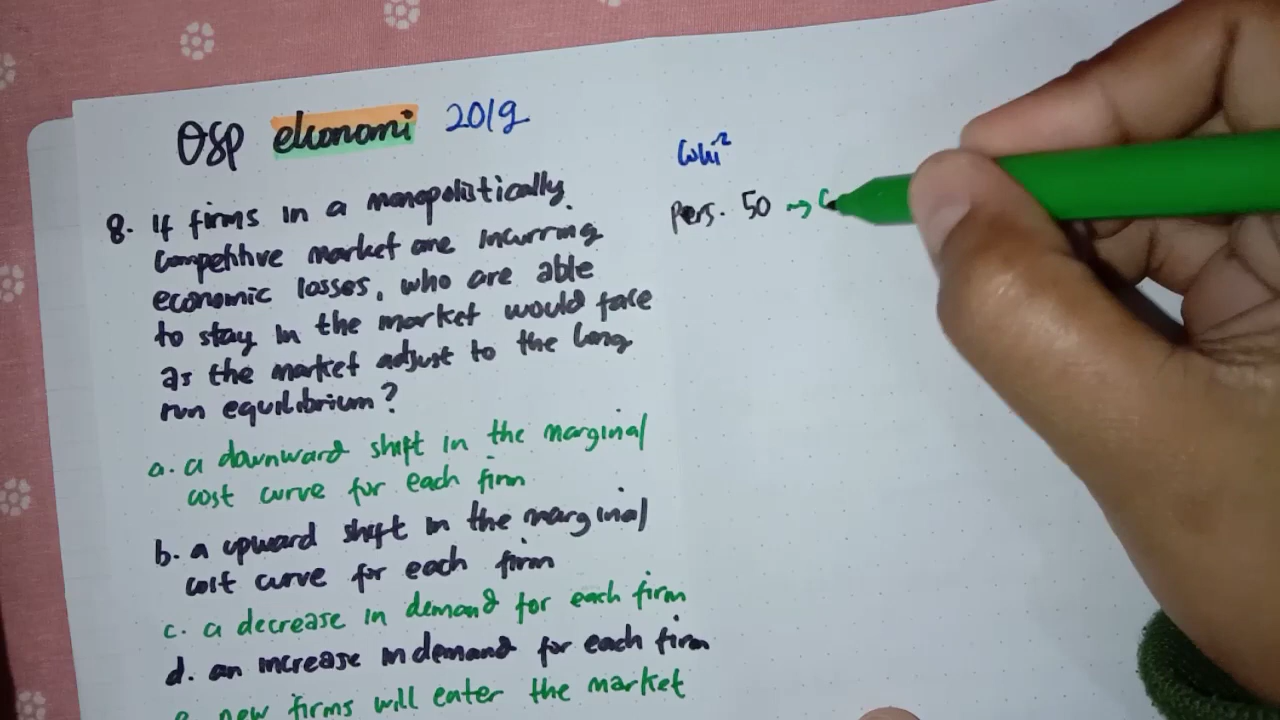 OSP ekonomi 2019
8. If firms in a monopolistically
competitive market are incurring
economic losses, who are able
to stay in the market would face
as the market adjust to the long
run equilibrium?
a. a downward shift in the marginal
cost curve for each firm
b. a upward shift in the marginal
cost curve for each firm
c. a decrease in demand for each firm
d. an increase in demand for each firm
e. new firms will enter the market
pers. 50 →